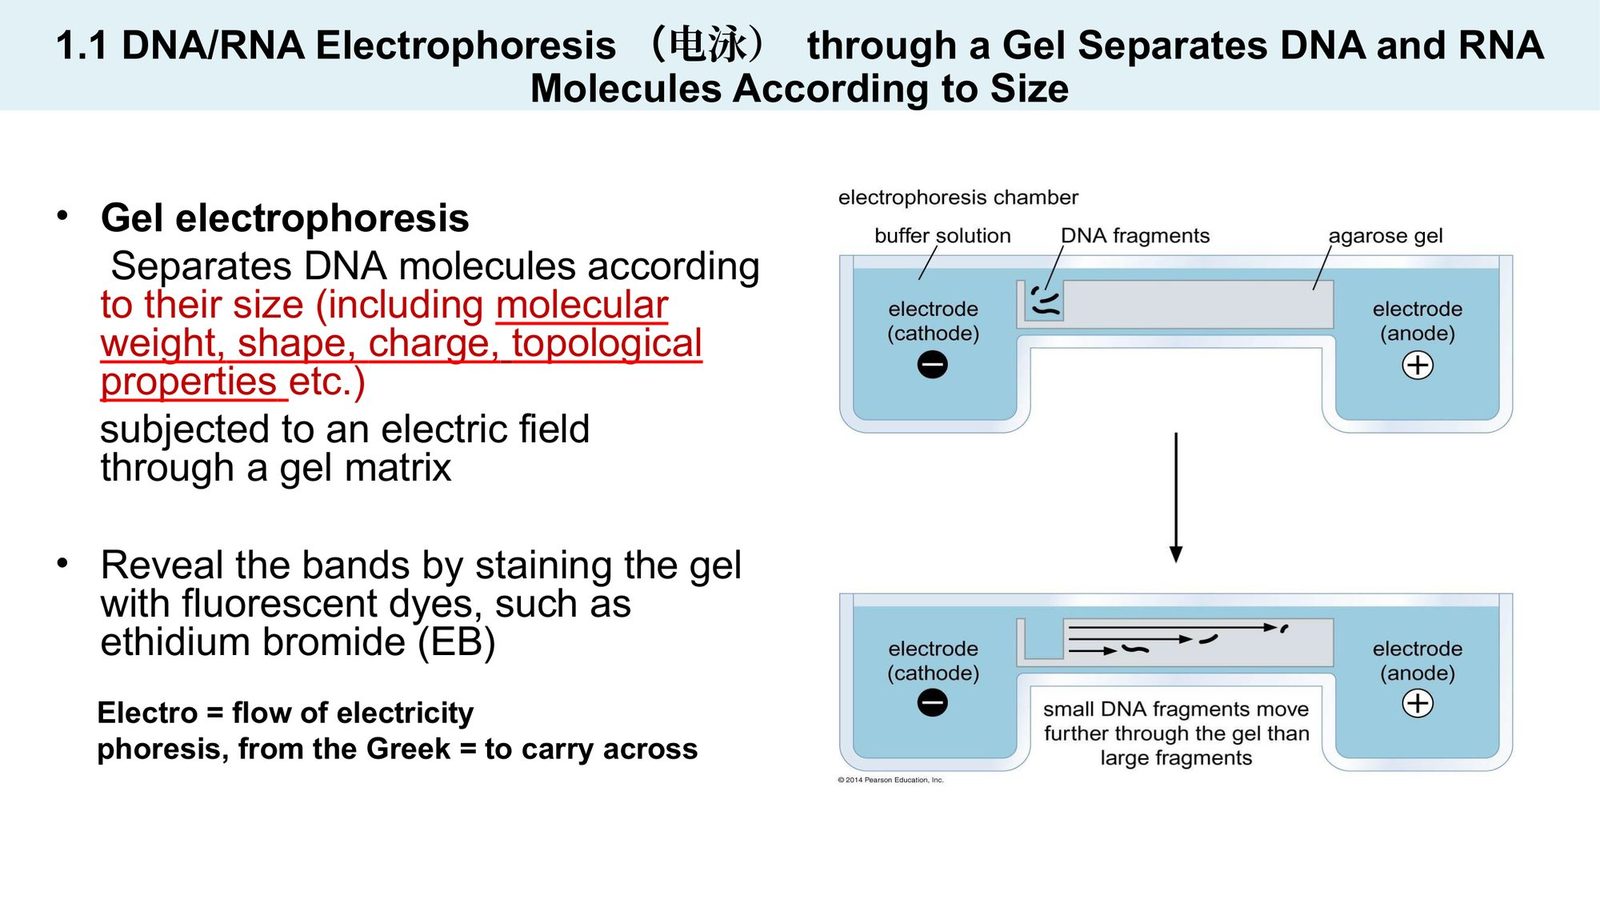 1.1 DNA/RNA Electrophoresis （电泳） through a Gel Separates DNA and RNA
Molecules According to Size
• Gel electrophoresis
Separates DNA molecules according
to their size (including molecular
weight, shape, charge, topological
properties etc.)
subjected to an electric field
through a gel matrix
• Reveal the bands by staining the gel
with fluorescent dyes, such as
ethidium bromide (EB)
Electro = flow of electricity
phoresis, from the Greek = to carry across
electrophoresis chamber
buffer solution
DNA fragments
agarose gel
electrode
(cathode)
−
electrode
(anode)
+
electrode
(cathode)
−
small DNA fragments move
further through the gel than
large fragments
electrode
(anode)
+
© 2014 Pearson Education, Inc.